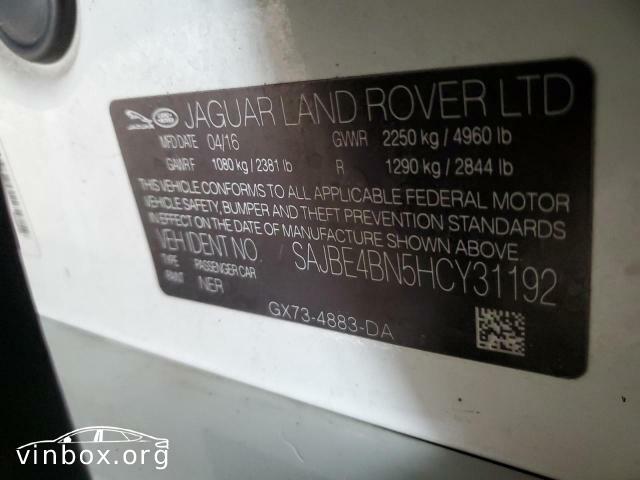 JAGUAR LAND ROVER LTD
MFD DATE 04/16 GVWR 2250 kg / 4960 lb
GAWR F 1080 kg / 2381 lb R 1290 kg / 2844 lb
THIS VEHICLE CONFORMS TO ALL APPLICABLE FEDERAL MOTOR
VEHICLE SAFETY, BUMPER AND THEFT PREVENTION STANDARDS
IN EFFECT ON THE DATE OF MANUFACTURE SHOWN ABOVE.
VEH IDENT NO. SAJBE4BN5HCY31192
TYPE PASSENGER CAR
PAINT NER
GX73-4883-DA
vinbox.org